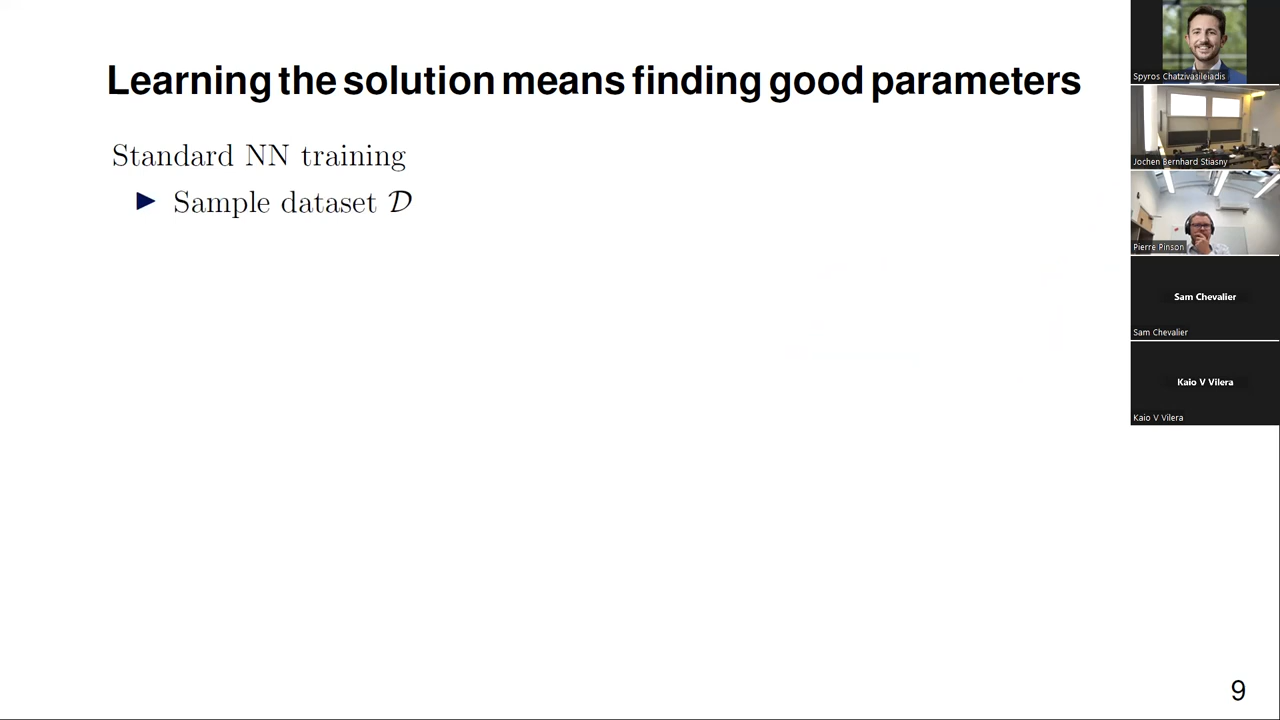 Learning the solution means finding good parameters
Standard NN training
▶ Sample dataset 𝒟
9
Spyros Chatzivasileiadis
Jochen Bernhard Stiasny
Pierre Pinson
Sam Chevalier
Sam Chevalier
Kaio V Vilera
Kaio V Vilera